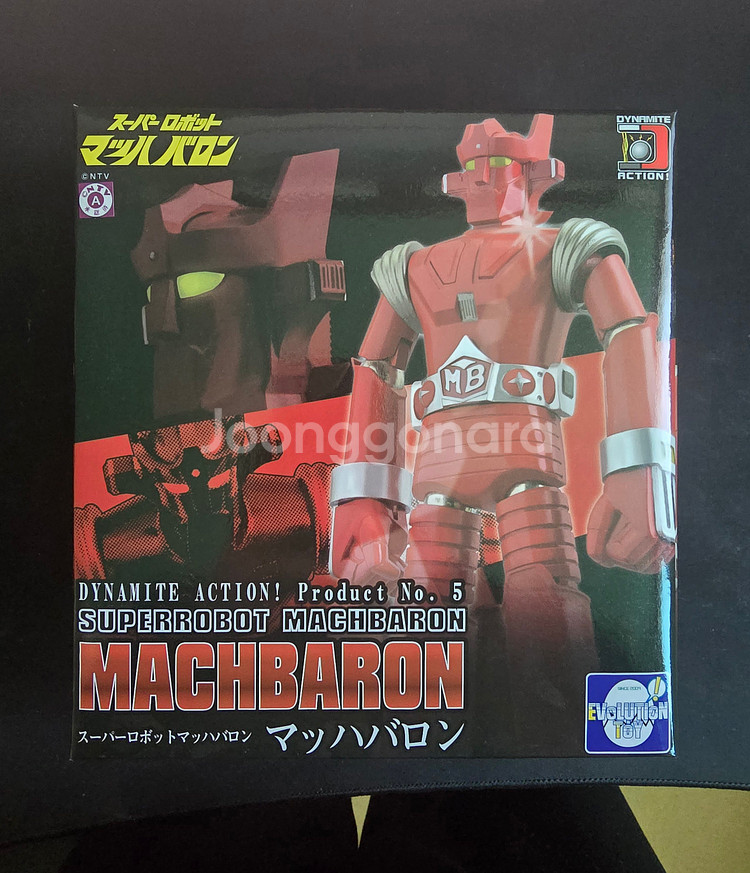 スーパーロボット
マッハバロン
©NTV
NTV
A
DYNAMITE
D
ACTION!
MB
Joonggonara
DYNAMITE ACTION! Product No. 5
SUPERROBOT MACHBARON
MACHBARON
スーパーロボットマッハバロン マッハバロン
EVOLUTION!
TOY